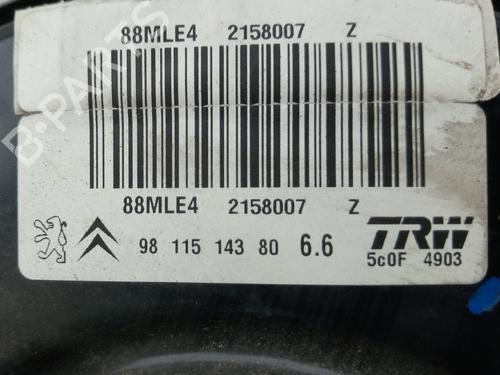 88MLE4 2158007 Z
B-PARTS
88MLE4 2158007 Z
98 115 143 80 6.6 TRW
5c0F 4903